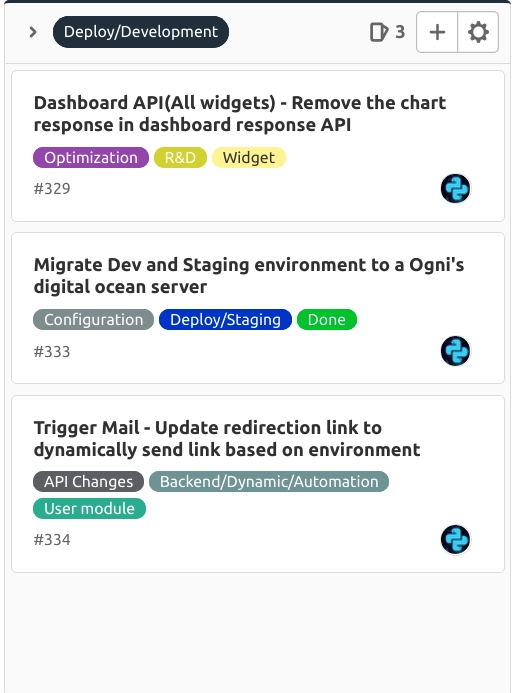 Deploy/Development
3
Dashboard API(All widgets) - Remove the chart
response in dashboard response API
Optimization R&D Widget
#329
Migrate Dev and Staging environment to a Ogni's
digital ocean server
Configuration Deploy/Staging Done
#333
Trigger Mail - Update redirection link to
dynamically send link based on environment
API Changes Backend/Dynamic/Automation
User module
#334